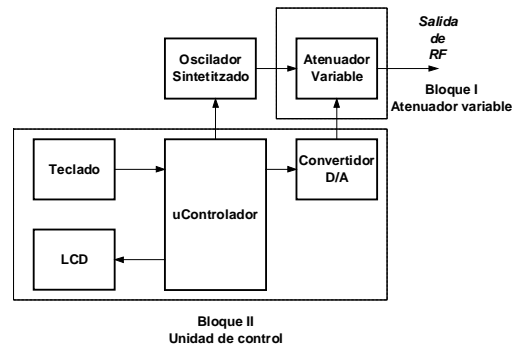 Salida
de
RF
Oscilador
Sintetitzado
Atenuador
Variable
Bloque I
Atenuador variable
Teclado
uControlador
Convertidor
D/A
LCD
Bloque II
Unidad de control